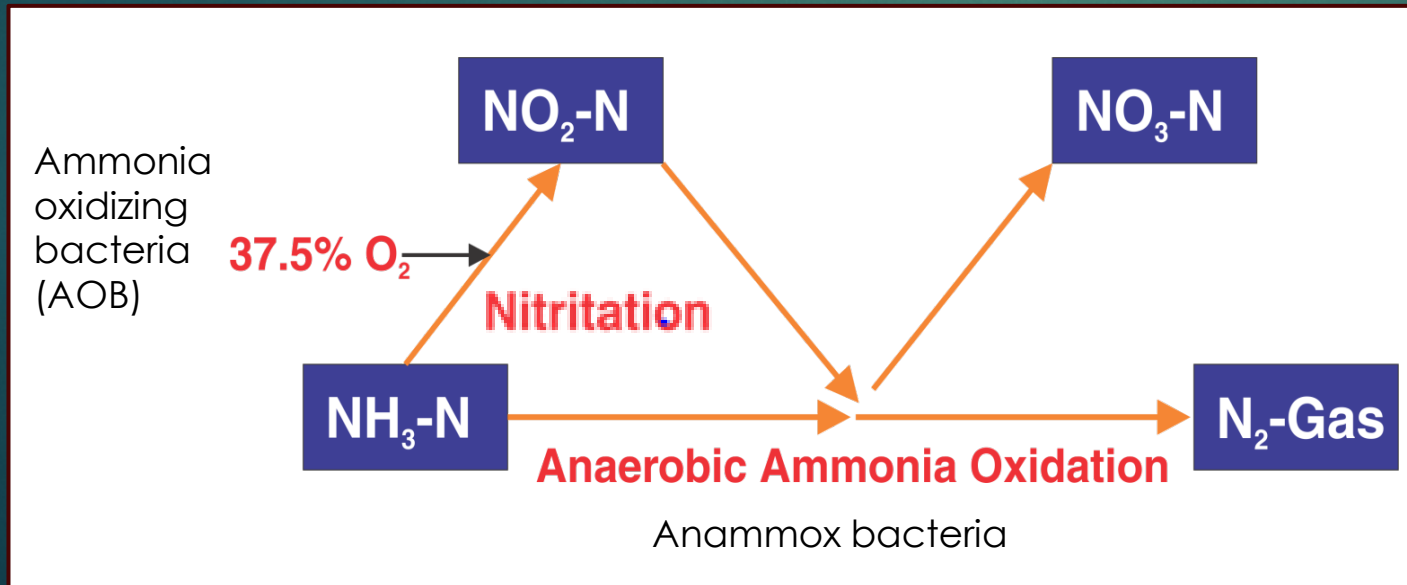 NO₂-N
NO₃-N
Ammonia
oxidizing
bacteria
(AOB)
37.5% O₂
Nitritation
NH₃-N
N₂-Gas
Anaerobic Ammonia Oxidation
Anammox bacteria